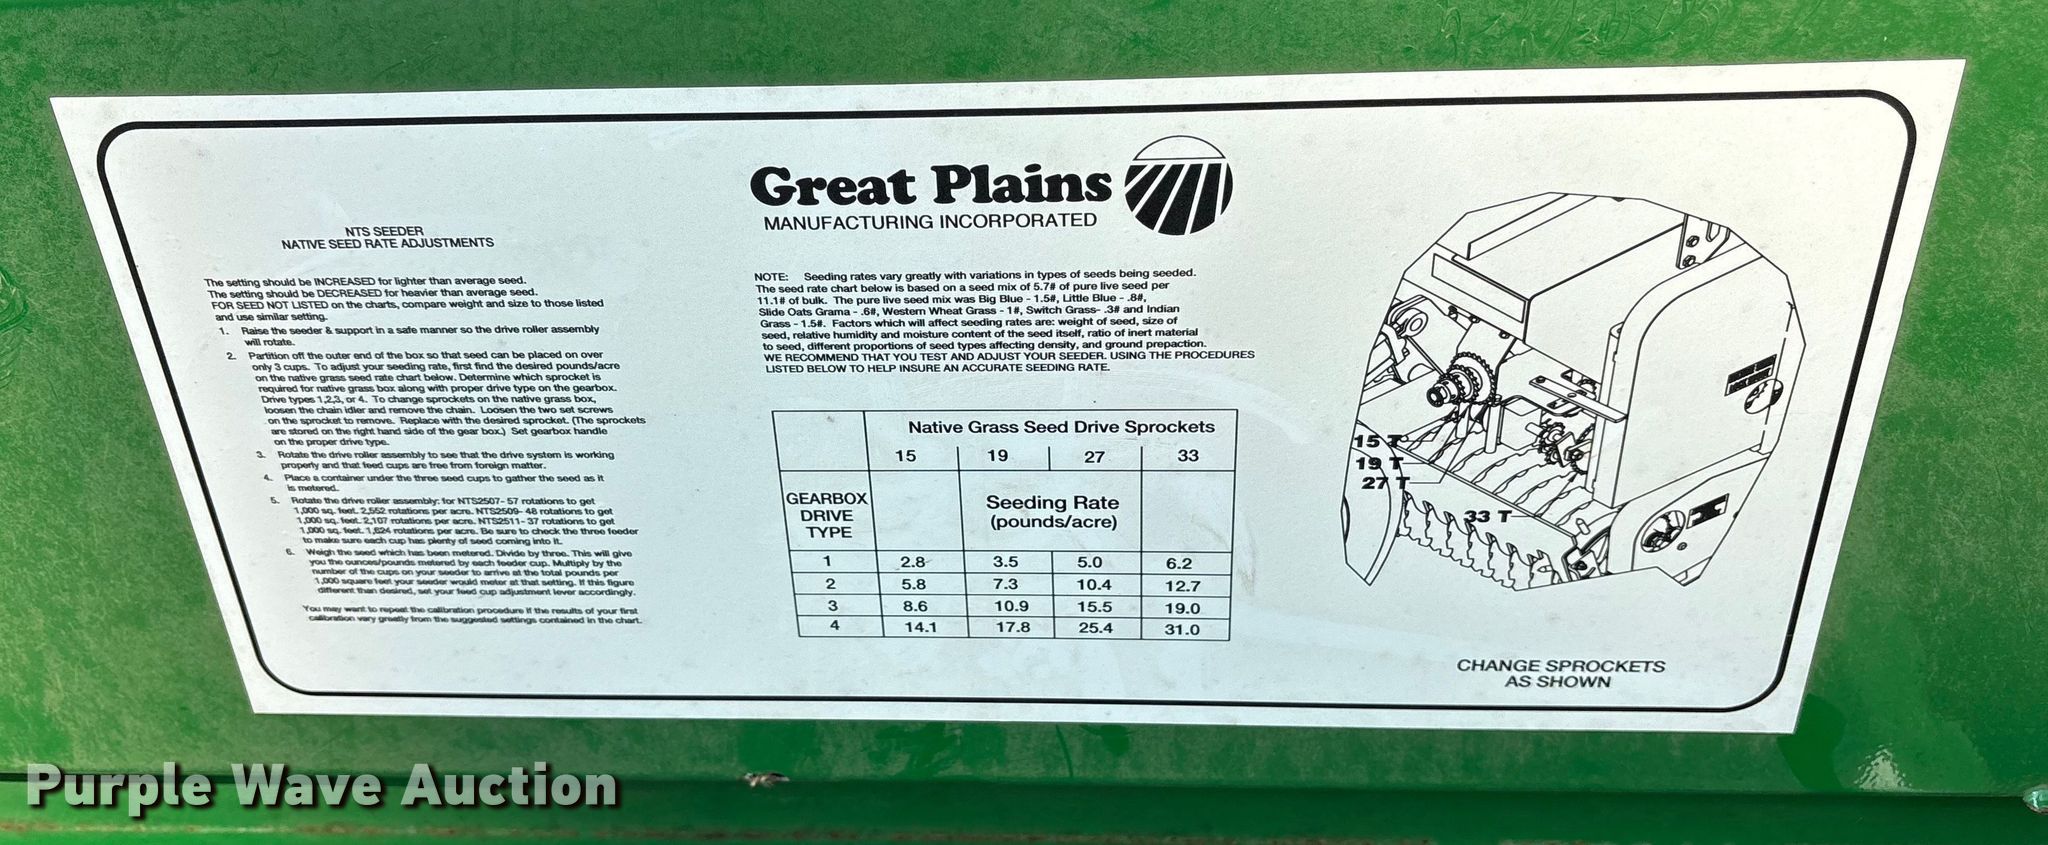 NTS SEEDER
NATIVE SEED RATE ADJUSTMENTS
The setting should be INCREASED for lighter than average seed.
The setting should be DECREASED for heavier than average seed.
FOR SEED NOT LISTED on the charts, compare weight and size to those listed
and use similar setting.
1. Raise the seeder & support in a safe manner so the drive roller assembly
will rotate.
2. Partition off the outer end of the box so that seed can be placed on over
only 3 cups. To adjust your seeding rate, first find the desired pounds/acre
on the native grass seed rate chart below. Determine which sprocket is
required for native grass box along with proper drive type on the gearbox.
Drive types 1,2,3, or 4. To change sprockets on the native grass box,
loosen the chain idler and remove the chain. Loosen the two set screws
on the sprocket to remove. Replace with the desired sprocket. (The sprockets
are stored on the right hand side of the gear box.) Set gearbox handle
on the proper drive type.
3. Rotate the drive roller assembly to see that the drive system is working
properly and that feed cups are free from foreign matter.
4. Place a container under the three seed cups to gather the seed as it
is metered.
5. Rotate the drive roller assembly: for NTS2507- 57 rotations to get
1,000 sq. feet. 2,552 rotations per acre. NTS2509- 48 rotations to get
1,000 sq. feet. 2,107 rotations per acre. NTS2511- 37 rotations to get
1,000 sq. feet. 1,624 rotations per acre. Be sure to check the three feeder
to make sure each cup has plenty of seed coming into it.
6. Weigh the seed which has been metered. Divide by three. This will give
you the ounces/pounds metered by each feeder cup. Multiply by the
number of the cups on your seeder to arrive at the total pounds per
1,000 square feet your seeder would meter at that setting. If this figure
different than desired, set your feed cup adjustment lever accordingly.
You may want to repeat the calibration procedure if the results of your first
calibration vary greatly from the suggested settings contained in the chart.
Great Plains
MANUFACTURING INCORPORATED
NOTE: Seeding rates vary greatly with variations in types of seeds being seeded.
The seed rate chart below is based on a seed mix of 5.7# of pure live seed per
11.1# of bulk. The pure live seed mix was Big Blue - 1.5#, Little Blue - .8#,
Slide Oats Grama - .6#, Western Wheat Grass - 1#, Switch Grass- .3# and Indian
Grass - 1.5#. Factors which will affect seeding rates are: weight of seed, size of
seed, relative humidity and moisture content of the seed itself, ratio of inert material
to seed, different proportions of seed types affecting density, and ground prepaction.
WE RECOMMEND THAT YOU TEST AND ADJUST YOUR SEEDER. USING THE PROCEDURES
LISTED BELOW TO HELP INSURE AN ACCURATE SEEDING RATE.
Native Grass Seed Drive Sprockets
15 19 27 33
GEARBOX
DRIVE
TYPE
Seeding Rate
(pounds/acre)
1 2.8 3.5 5.0 6.2
2 5.8 7.3 10.4 12.7
3 8.6 10.9 15.5 19.0
4 14.1 17.8 25.4 31.0
15 T
19 T
27 T
33 T
CHANGE SPROCKETS
AS SHOWN
Purple Wave Auction